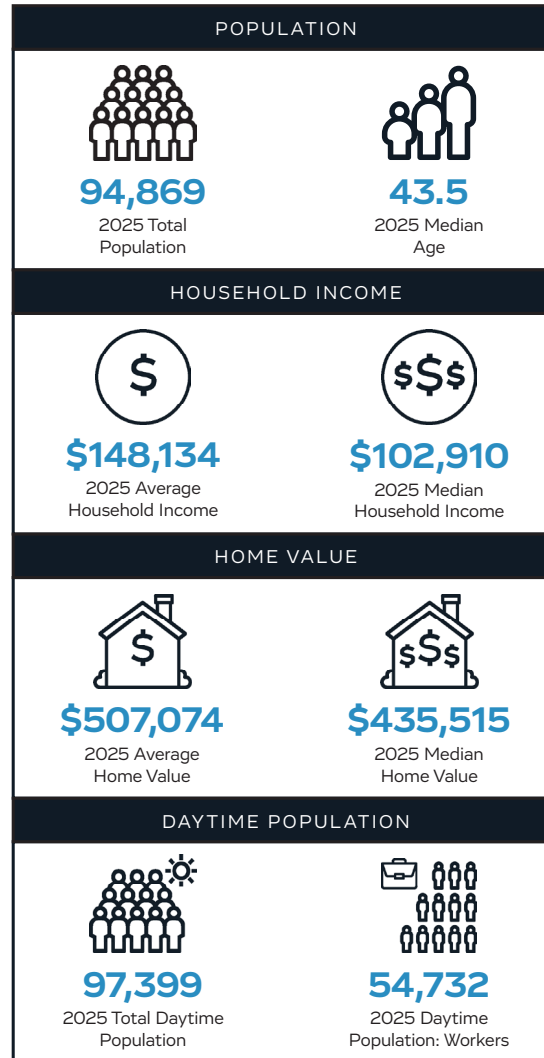 POPULATION
94,869
2025 Total
Population
43.5
2025 Median
Age
HOUSEHOLD INCOME
$
$148,134
2025 Average
Household Income
$$$
$102,910
2025 Median
Household Income
HOME VALUE
$
$507,074
2025 Average
Home Value
$$$
$435,515
2025 Median
Home Value
DAYTIME POPULATION
97,399
2025 Total Daytime
Population
54,732
2025 Daytime
Population: Workers